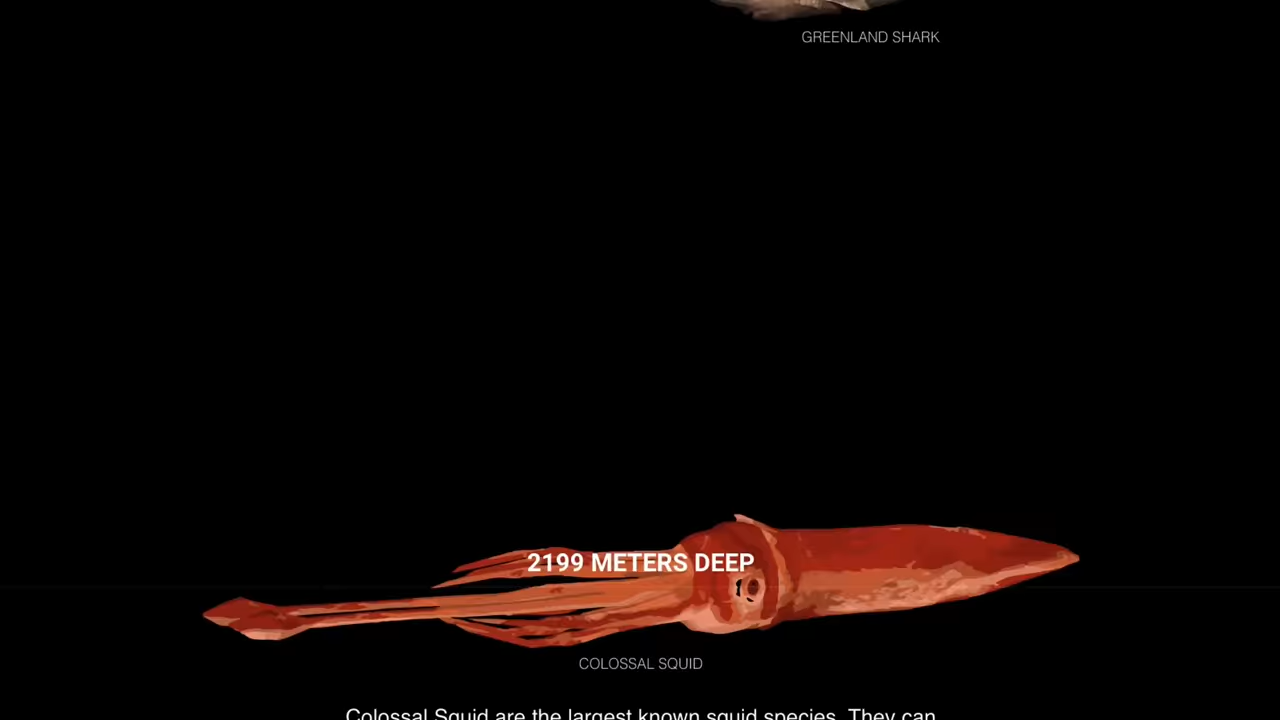 GREENLAND SHARK
2199 METERS DEEP
COLOSSAL SQUID
Colossal Squid are the largest known squid species. They can